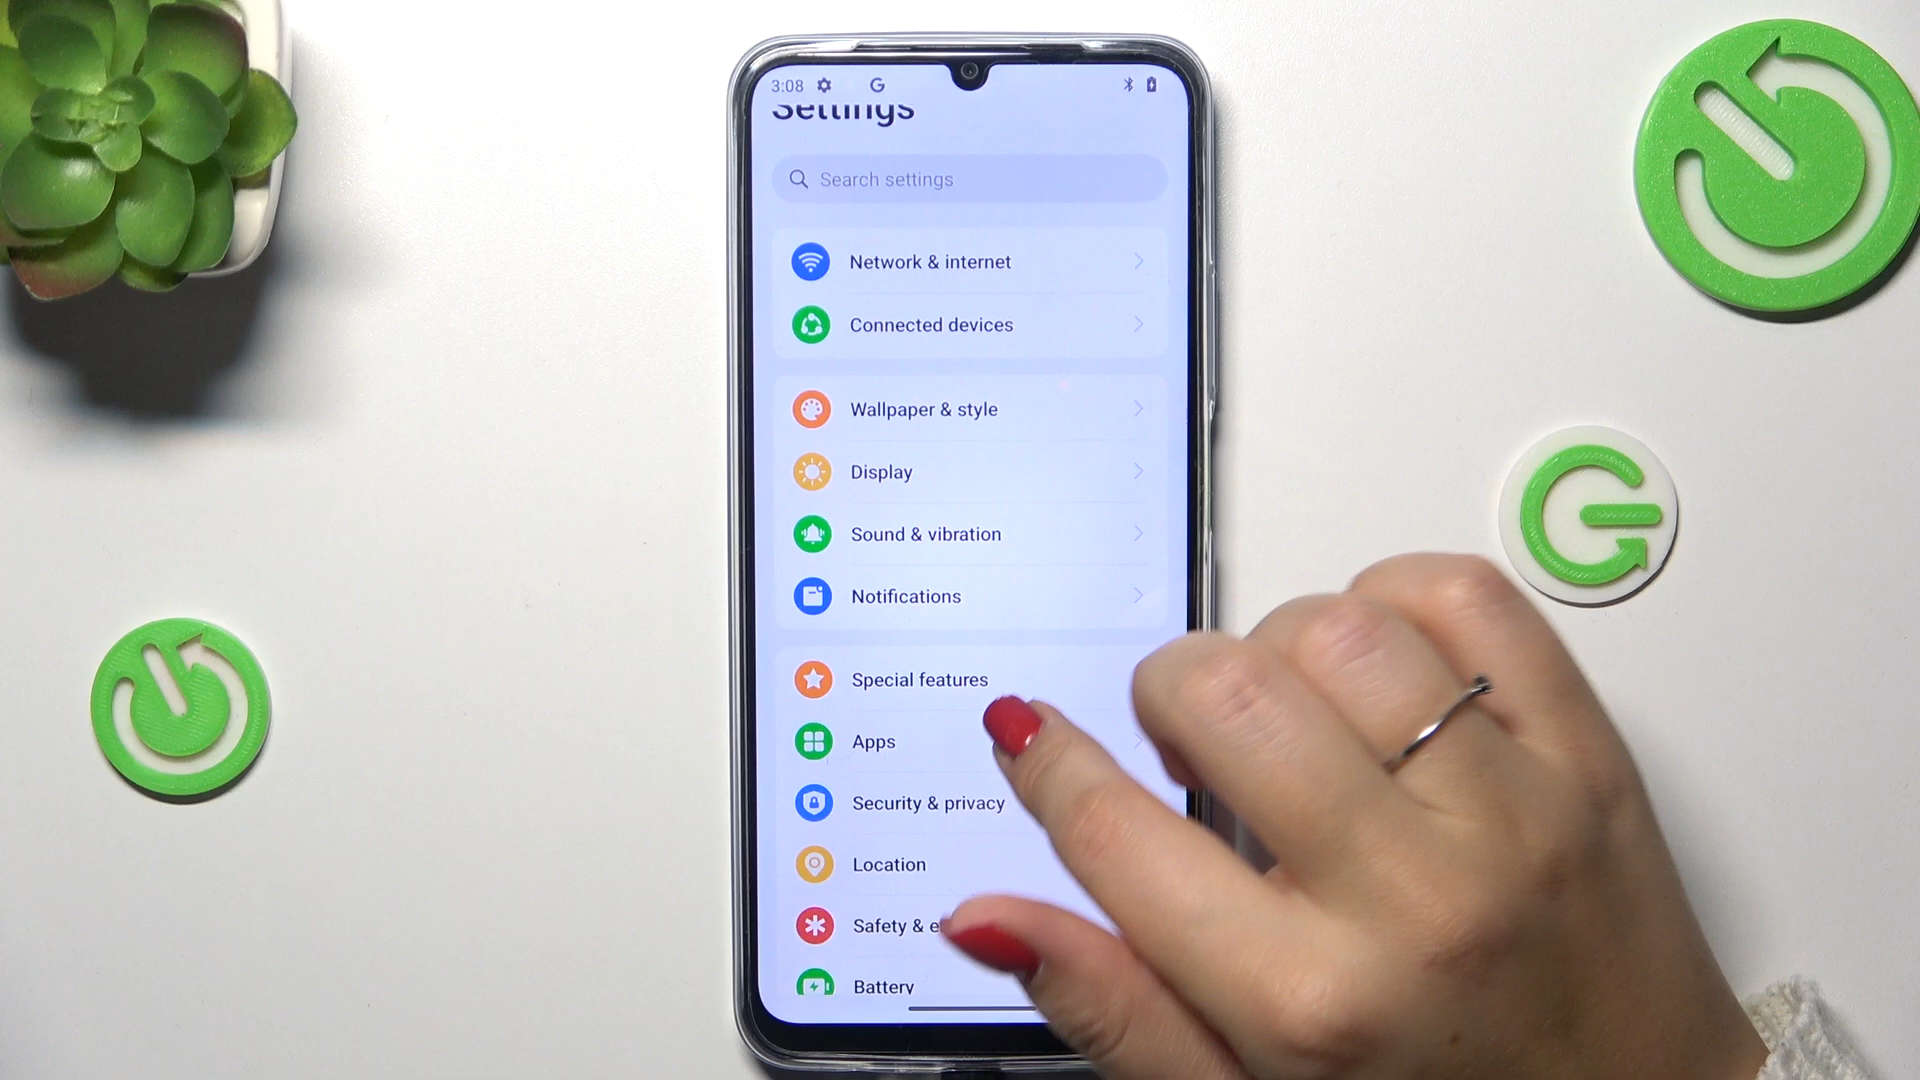 3:08
Settings
Search settings
Network & internet
Connected devices
Wallpaper & style
Display
Sound & vibration
Notifications
Special features
Apps
Security & privacy
Location
Safety &
Battery